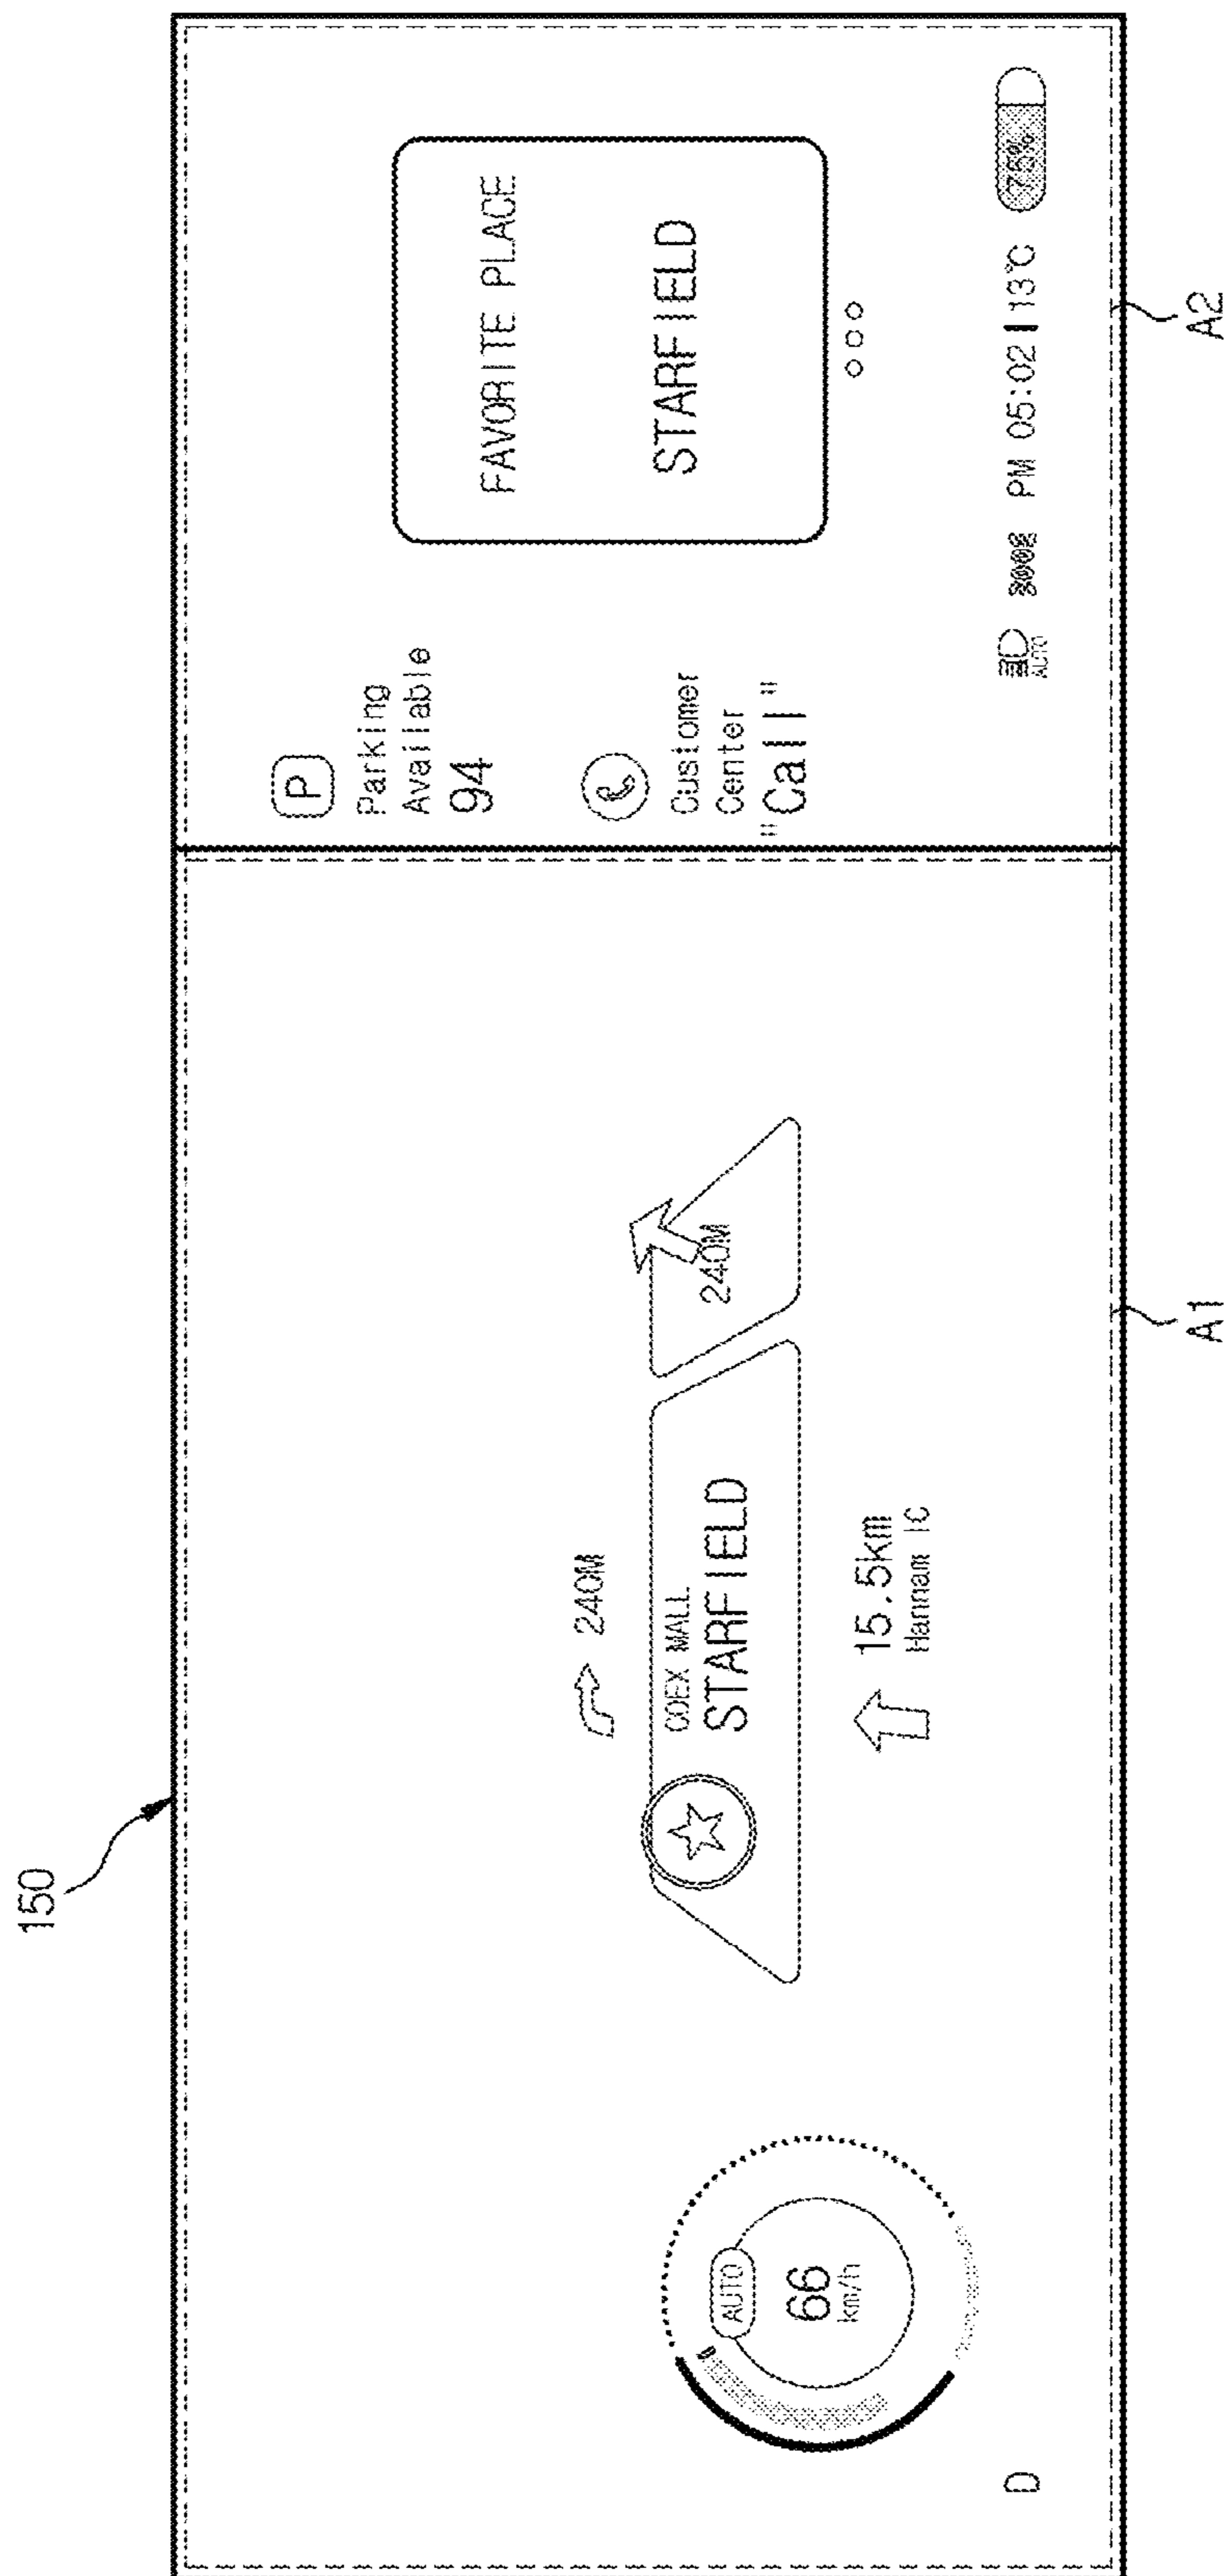 150
240M
COEX MALL
STARFIELD
240M
15.5km
Hannam IC
AUTO
66
km/h
D
A1
P
Parking
Available
94
Customer
Center
"Call"
FAVORITE PLACE
STARFIELD
AUTO
PM 05:02 | 13°C
75%
A2